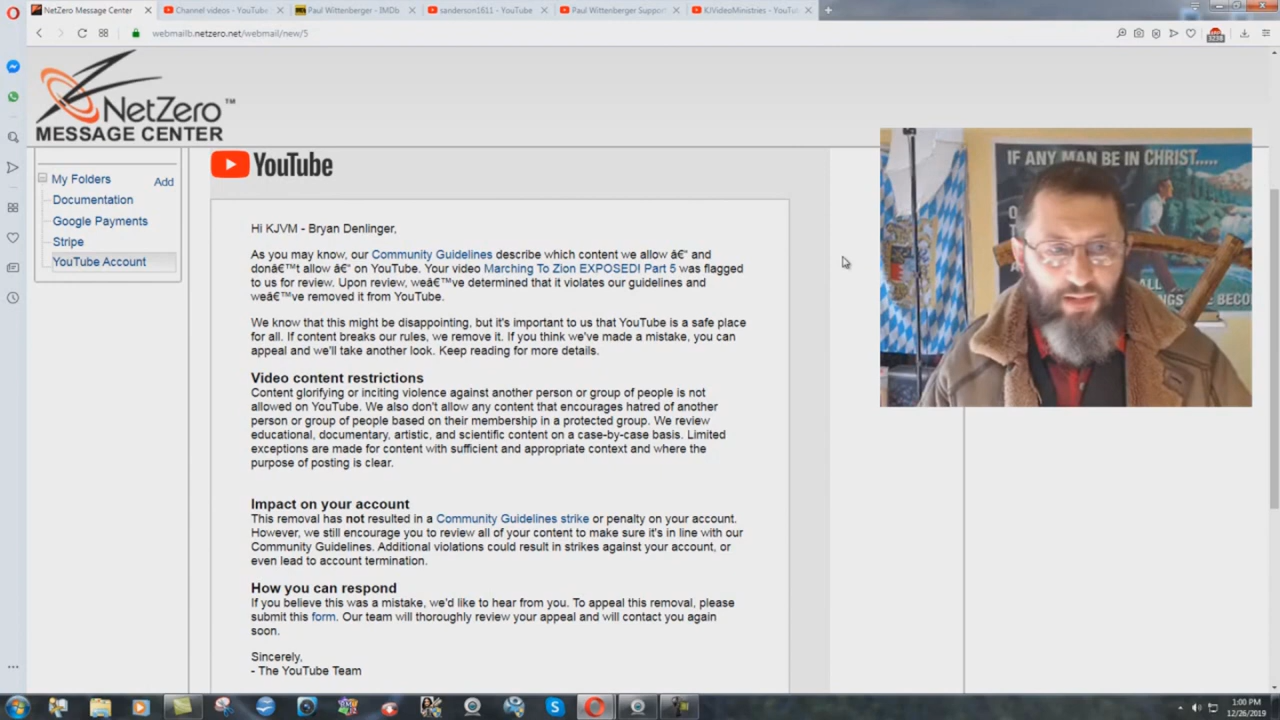 NetZero Message Center
Channel videos - YouTube
Paul Wittenberger - IMDb
sanderson1611 - YouTube
Paul Wittenberger Suppor
KJVideoMinistries - YouTu
webmailb.netzero.net/webmail/new/5
NetZero™
MESSAGE CENTER
My Folders
Add
Documentation
Google Payments
Stripe
YouTube Account
YouTube
Hi KJVM - Bryan Denlinger,
As you may know, our Community Guidelines describe which content we allow â€“ and
donâ€™t allow â€“ on YouTube. Your video Marching To Zion EXPOSED! Part 5 was flagged
to us for review. Upon review, weâ€™ve determined that it violates our guidelines and
weâ€™ve removed it from YouTube.
We know that this might be disappointing, but it's important to us that YouTube is a safe place
for all. If content breaks our rules, we remove it. If you think we've made a mistake, you can
appeal and we'll take another look. Keep reading for more details.
Video content restrictions
Content glorifying or inciting violence against another person or group of people is not
allowed on YouTube. We also don't allow any content that encourages hatred of another
person or group of people based on their membership in a protected group. We review
educational, documentary, artistic, and scientific content on a case-by-case basis. Limited
exceptions are made for content with sufficient and appropriate context and where the
purpose of posting is clear.
Impact on your account
This removal has not resulted in a Community Guidelines strike or penalty on your account.
However, we still encourage you to review all of your content to make sure it's in line with our
Community Guidelines. Additional violations could result in strikes against your account, or
even lead to account termination.
How you can respond
If you believe this was a mistake, we'd like to hear from you. To appeal this removal, please
submit this form. Our team will thoroughly review your appeal and will contact you again
soon.
Sincerely,
- The YouTube Team
IF ANY MAN BE IN CHRIST.....
ALL
BECOME
1:00 PM
12/26/2019